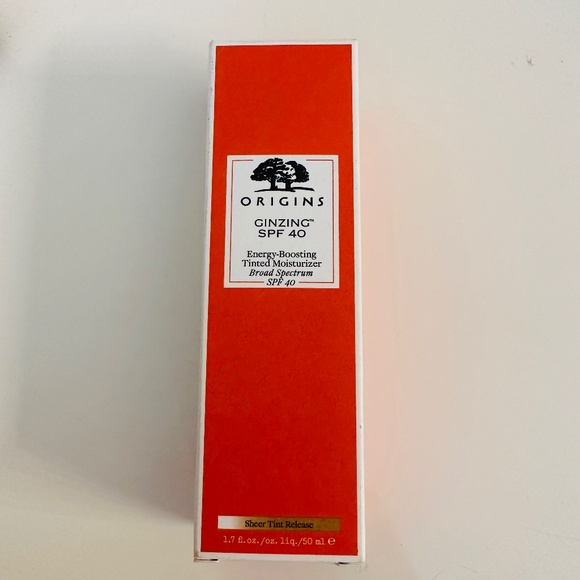 ORIGINS
GINZING™
SPF 40
Energy-Boosting
Tinted Moisturizer
Broad Spectrum
SPF 40
Sheer Tint Release
1.7 fl.oz./oz. liq./50 ml ℮